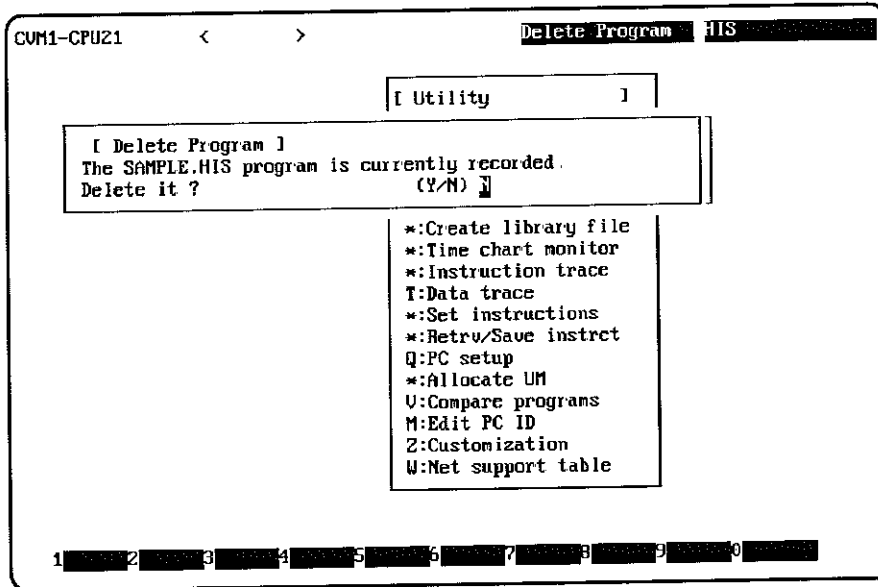 CVM1-CPU21 < > Delete Program HIS
[ Utility ]
[ Delete Program ]
The SAMPLE.HIS program is currently recorded.
Delete it ? (Y/N)
*:Create library file
*:Time chart monitor
*:Instruction trace
T:Data trace
*:Set instructions
*:Retrv/Save instrct
Q:PC setup
*:Allocate UM
V:Compare programs
M:Edit PC ID
Z:Customization
W:Net support table
1 2 3 4 5 6 7 8 9 0